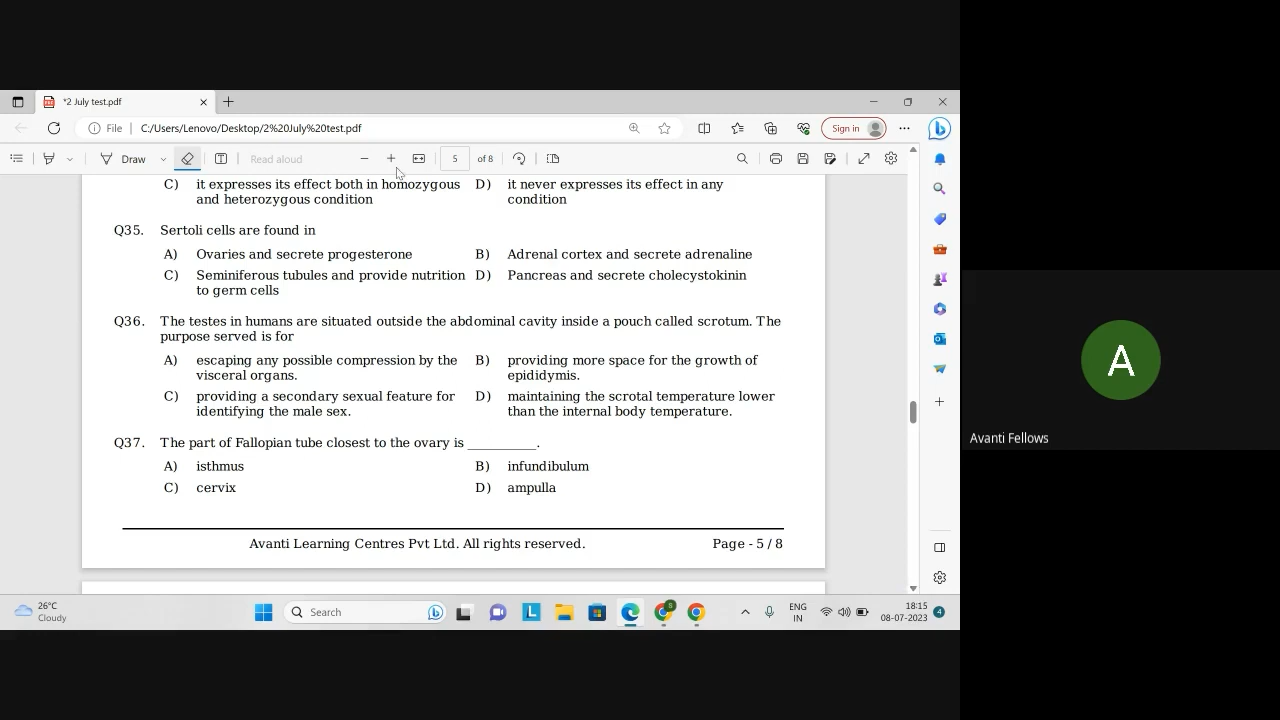 *2 July test.pdf
File
C:/Users/Lenovo/Desktop/2%20July%20test.pdf
Sign in
Draw
Read aloud
5 of 8
C) it expresses its effect both in homozygous and heterozygous condition
D) it never expresses its effect in any condition
Q35. Sertoli cells are found in
A) Ovaries and secrete progesterone
B) Adrenal cortex and secrete adrenaline
C) Seminiferous tubules and provide nutrition to germ cells
D) Pancreas and secrete cholecystokinin
Q36. The testes in humans are situated outside the abdominal cavity inside a pouch called scrotum. The
purpose served is for
A) escaping any possible compression by the visceral organs.
B) providing more space for the growth of epididymis.
C) providing a secondary sexual feature for identifying the male sex.
D) maintaining the scrotal temperature lower than the internal body temperature.
Q37. The part of Fallopian tube closest to the ovary is __________.
A) isthmus
B) infundibulum
C) cervix
D) ampulla
Avanti Learning Centres Pvt Ltd. All rights reserved. Page - 5 / 8
26°C
Cloudy
Search
ENG
IN
18:15
08-07-2023
4
8
A
Avanti Fellows